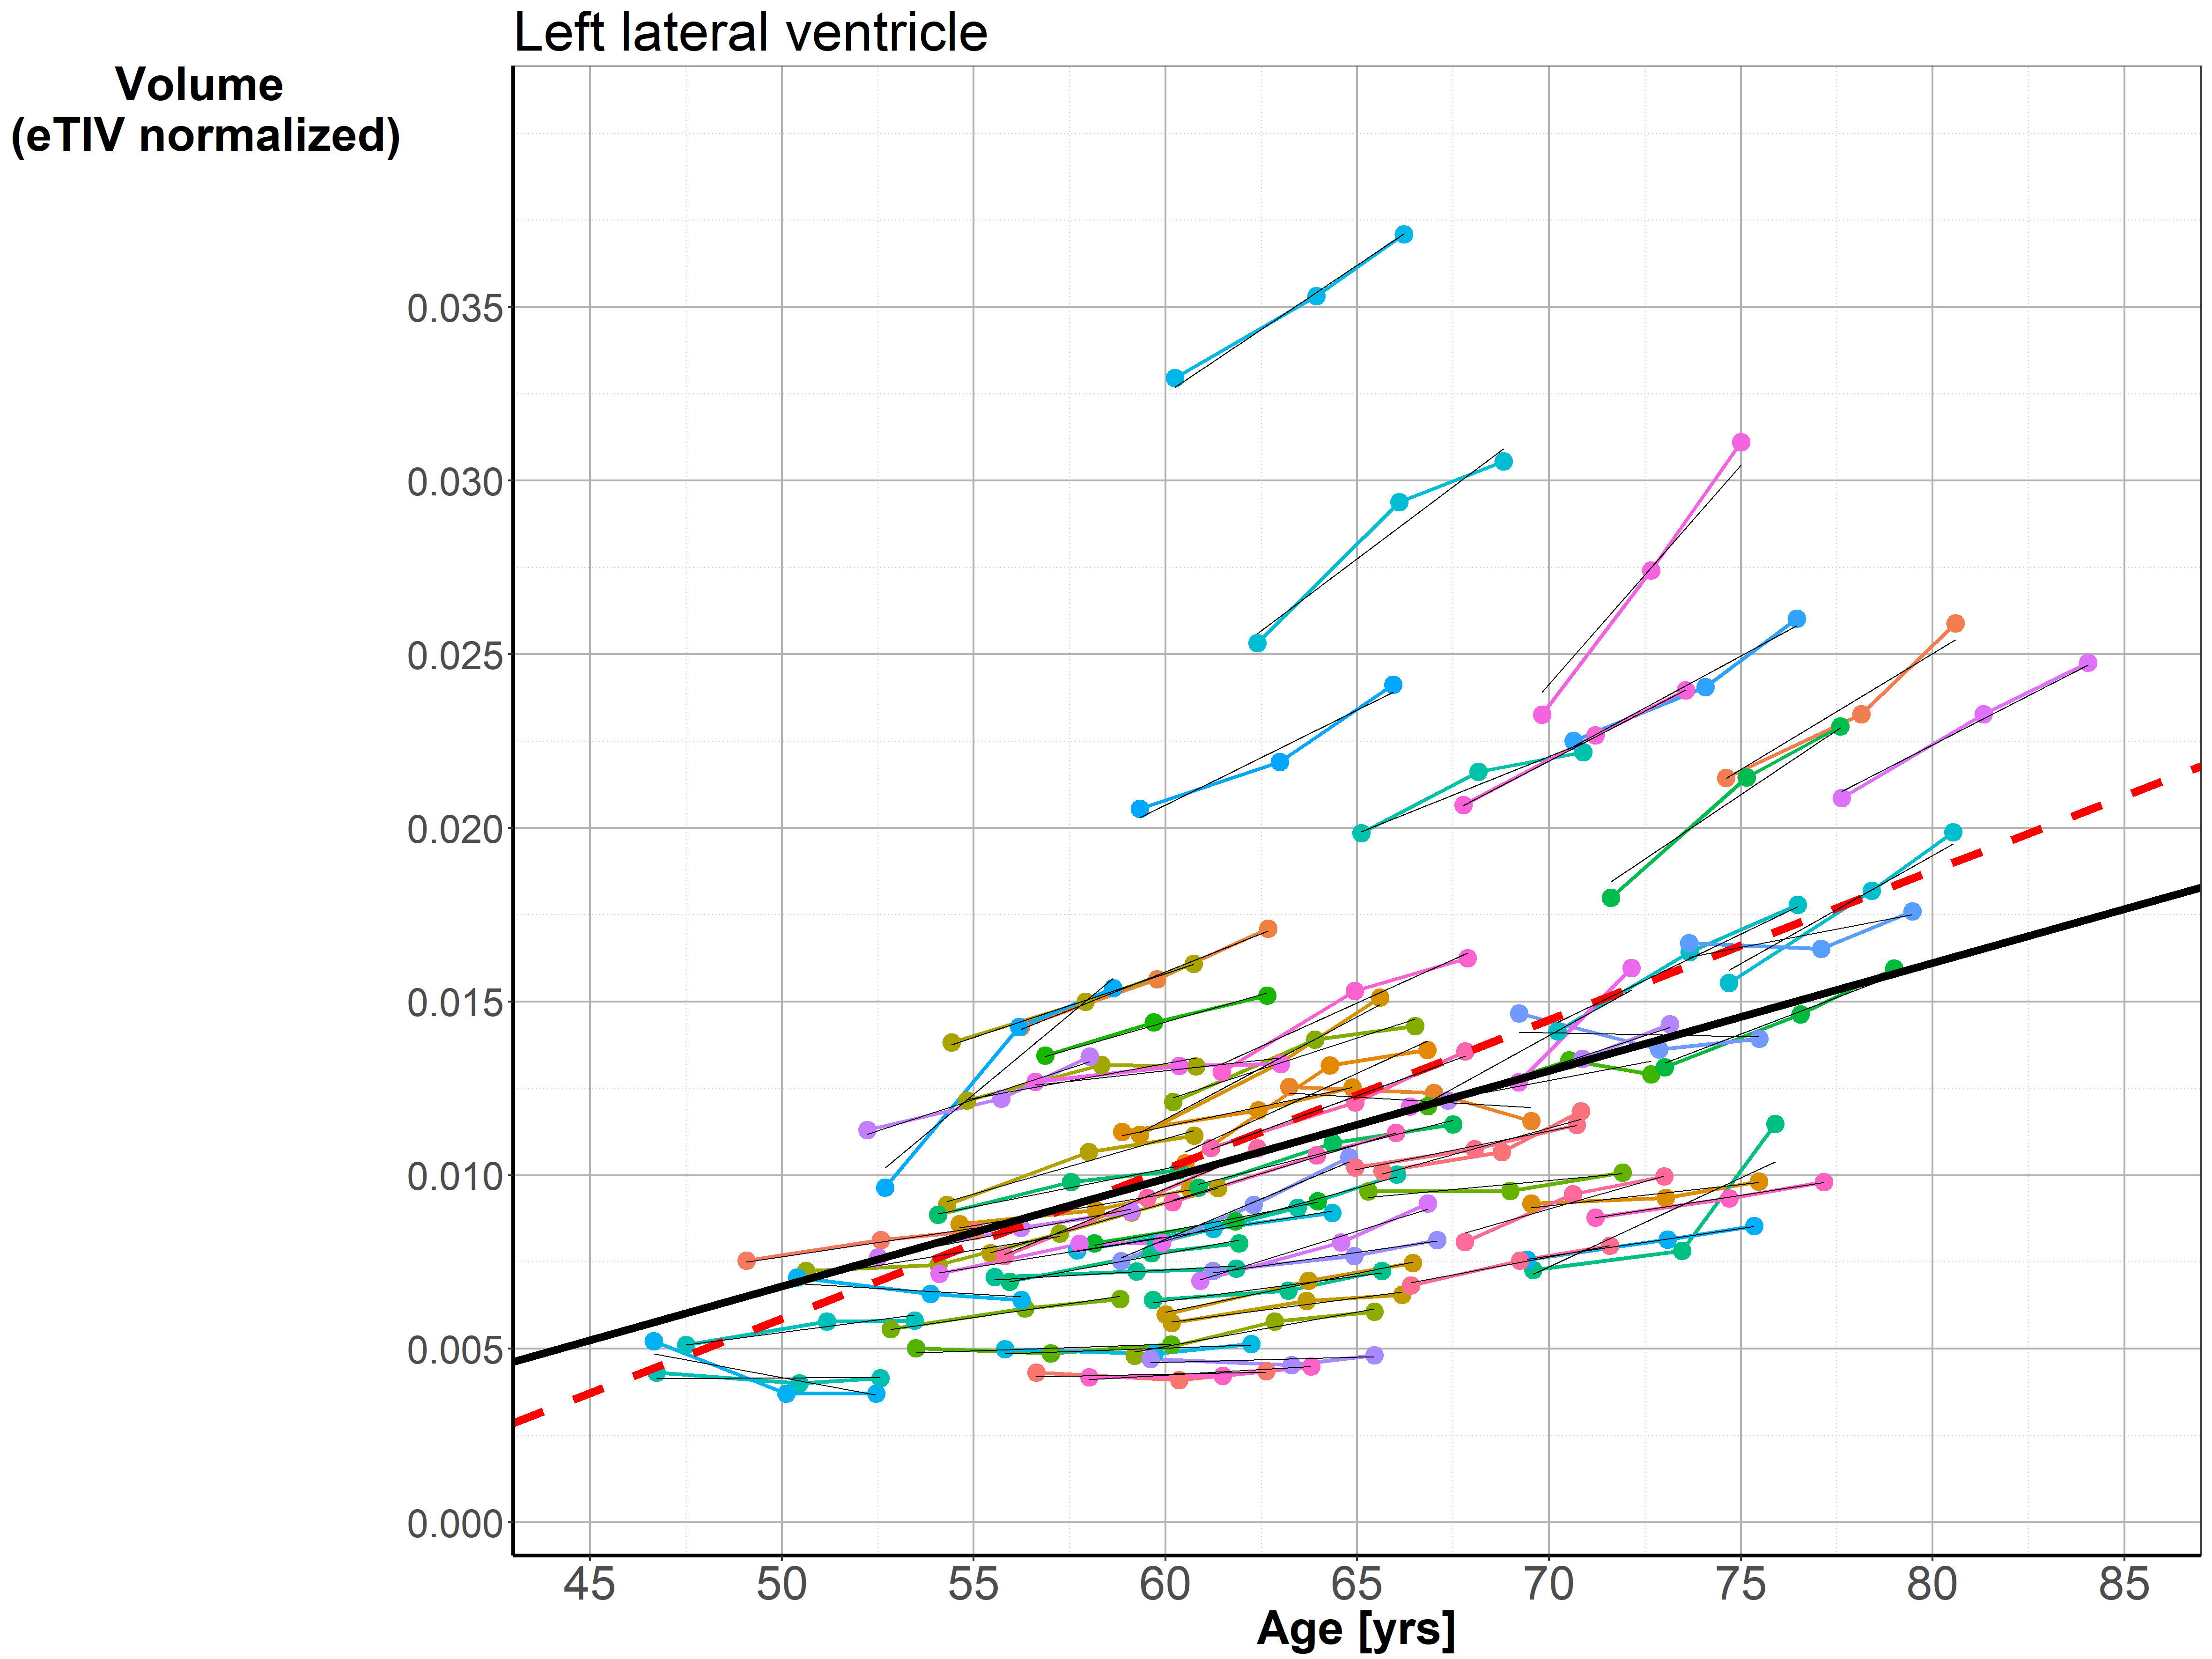 Left lateral ventricle
Volume
(eTIV normalized)
0.035
0.030
0.025
0.020
0.015
0.010
0.005
0.000
45 50 55 60 65 70 75 80 85
Age [yrs]